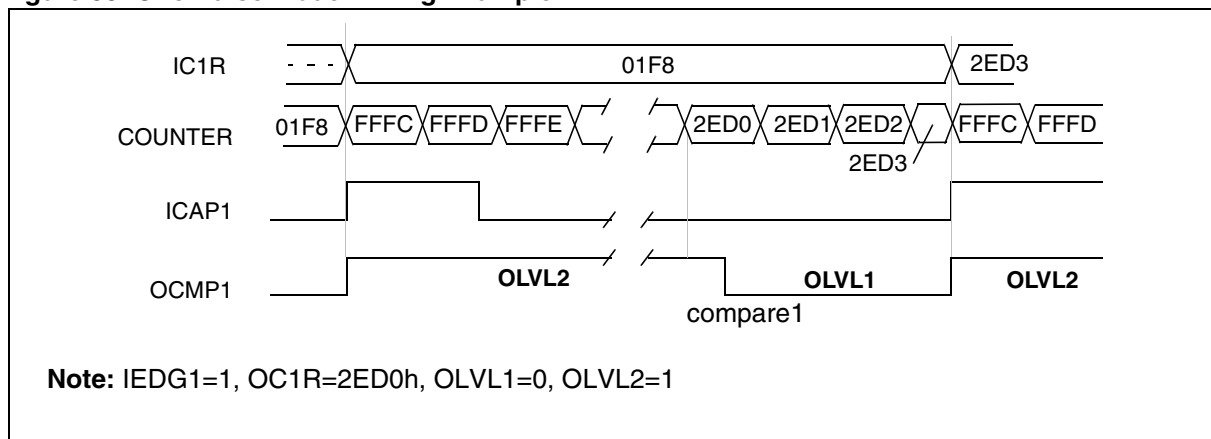 IC1R
- - -
01F8
2ED3
COUNTER
01F8
FFFC
FFFD
FFFE
2ED0
2ED1
2ED2
FFFC
FFFD
2ED3
ICAP1
OCMP1
OLVL2
OLVL1
OLVL2
compare1
Note: IEDG1=1, OC1R=2ED0h, OLVL1=0, OLVL2=1